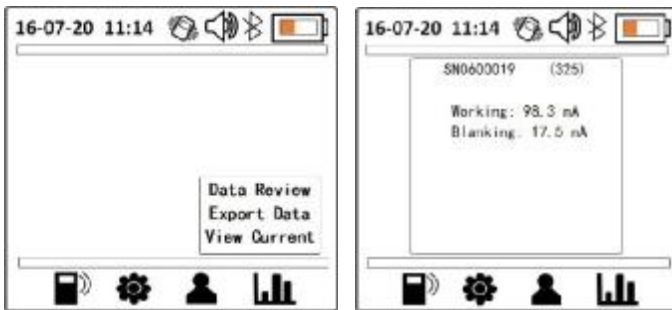 16-07-20 11:14
Data Review
Export Data
View Current
16-07-20 11:14
SN0600019 (325)
Working: 98.3 mA
Blanking: 17.5 mA